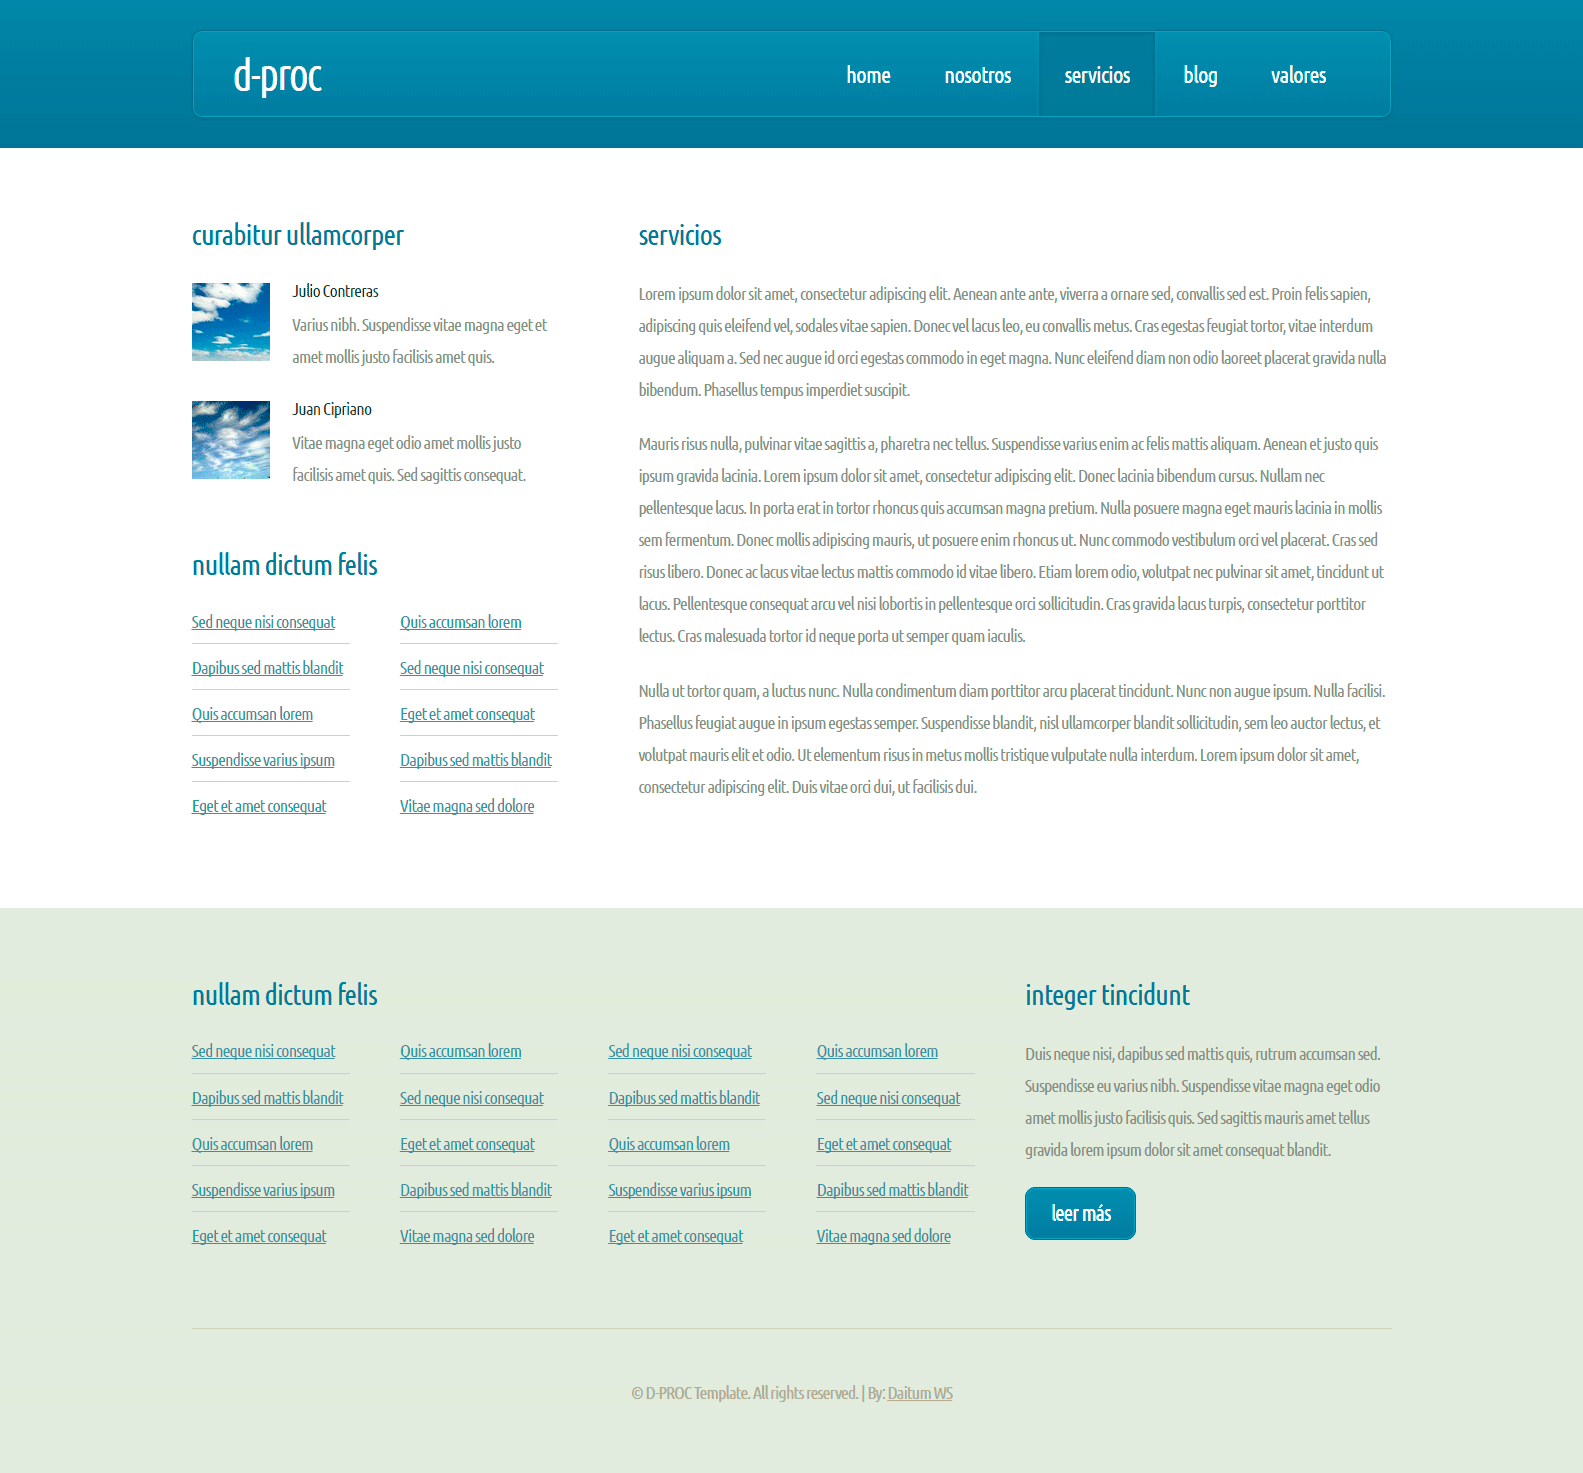 d-proc
home
nosotros
servicios
blog
valores
curabitur ullamcorper
Julio Contreras
Varius nibh. Suspendisse vitae magna eget et
amet mollis justo facilisis amet quis.
Juan Cipriano
Vitae magna eget odio amet mollis justo
facilisis amet quis. Sed sagittis consequat.
nullam dictum felis
Sed neque nisi consequat
Dapibus sed mattis blandit
Quis accumsan lorem
Suspendisse varius ipsum
Eget et amet consequat
Quis accumsan lorem
Sed neque nisi consequat
Eget et amet consequat
Dapibus sed mattis blandit
Vitae magna sed dolore
servicios
Lorem ipsum dolor sit amet, consectetur adipiscing elit. Aenean ante ante, viverra a ornare sed, convallis sed est. Proin felis sapien,
adipiscing quis eleifend vel, sodales vitae sapien. Donec vel lacus leo, eu convallis metus. Cras egestas feugiat tortor, vitae interdum
augue aliquam a. Sed nec augue id orci egestas commodo in eget magna. Nunc eleifend diam non odio laoreet placerat gravida nulla
bibendum. Phasellus tempus imperdiet suscipit.
Mauris risus nulla, pulvinar vitae sagittis a, pharetra nec tellus. Suspendisse varius enim ac felis mattis aliquam. Aenean et justo quis
ipsum gravida lacinia. Lorem ipsum dolor sit amet, consectetur adipiscing elit. Donec lacinia bibendum cursus. Nullam nec
pellentesque lacus. In porta erat in tortor rhoncus quis accumsan magna pretium. Nulla posuere magna eget mauris lacinia in mollis
sem fermentum. Donec mollis adipiscing mauris, ut posuere enim rhoncus ut. Nunc commodo vestibulum orci vel placerat. Cras sed
risus libero. Donec ac lacus vitae lectus mattis commodo id vitae libero. Etiam lorem odio, volutpat nec pulvinar sit amet, tincidunt ut
lacus. Pellentesque consequat arcu vel nisi lobortis in pellentesque orci sollicitudin. Cras gravida lacus turpis, consectetur porttitor
lectus. Cras malesuada tortor id neque porta ut semper quam iaculis.
Nulla ut tortor quam, a luctus nunc. Nulla condimentum diam porttitor arcu placerat tincidunt. Nunc non augue ipsum. Nulla facilisi.
Phasellus feugiat augue in ipsum egestas semper. Suspendisse blandit, nisl ullamcorper blandit sollicitudin, sem leo auctor lectus, et
volutpat mauris elit et odio. Ut elementum risus in metus mollis tristique vulputate nulla interdum. Lorem ipsum dolor sit amet,
consectetur adipiscing elit. Duis vitae orci dui, ut facilisis dui.
nullam dictum felis
Sed neque nisi consequat
Dapibus sed mattis blandit
Quis accumsan lorem
Suspendisse varius ipsum
Eget et amet consequat
Quis accumsan lorem
Sed neque nisi consequat
Eget et amet consequat
Dapibus sed mattis blandit
Vitae magna sed dolore
Sed neque nisi consequat
Dapibus sed mattis blandit
Quis accumsan lorem
Suspendisse varius ipsum
Eget et amet consequat
Quis accumsan lorem
Sed neque nisi consequat
Eget et amet consequat
Dapibus sed mattis blandit
Vitae magna sed dolore
integer tincidunt
Duis neque nisi, dapibus sed mattis quis, rutrum accumsan sed.
Suspendisse eu varius nibh. Suspendisse vitae magna eget odio
amet mollis justo facilisis quis. Sed sagittis mauris amet tellus
gravida lorem ipsum dolor sit amet consequat blandit.
leer más
© D-PROC Template. All rights reserved. | By: Daitum WS